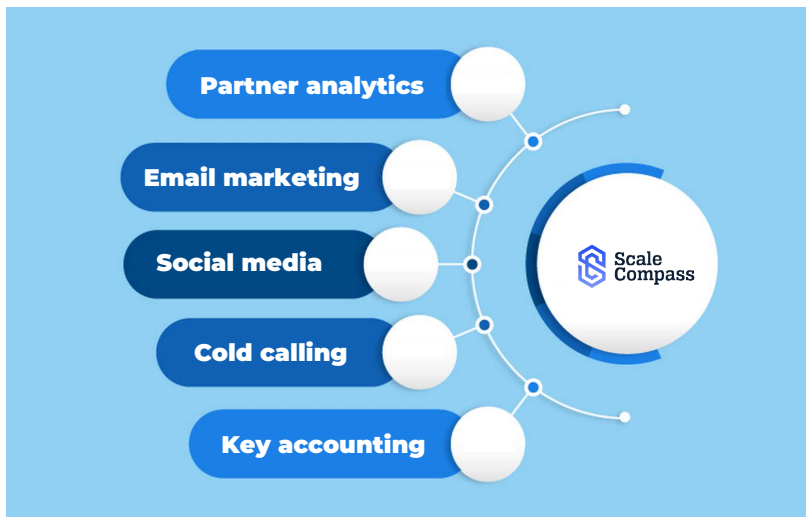 Partner analytics
Email marketing
Social media
Cold calling
Key accounting
Scale
Compass